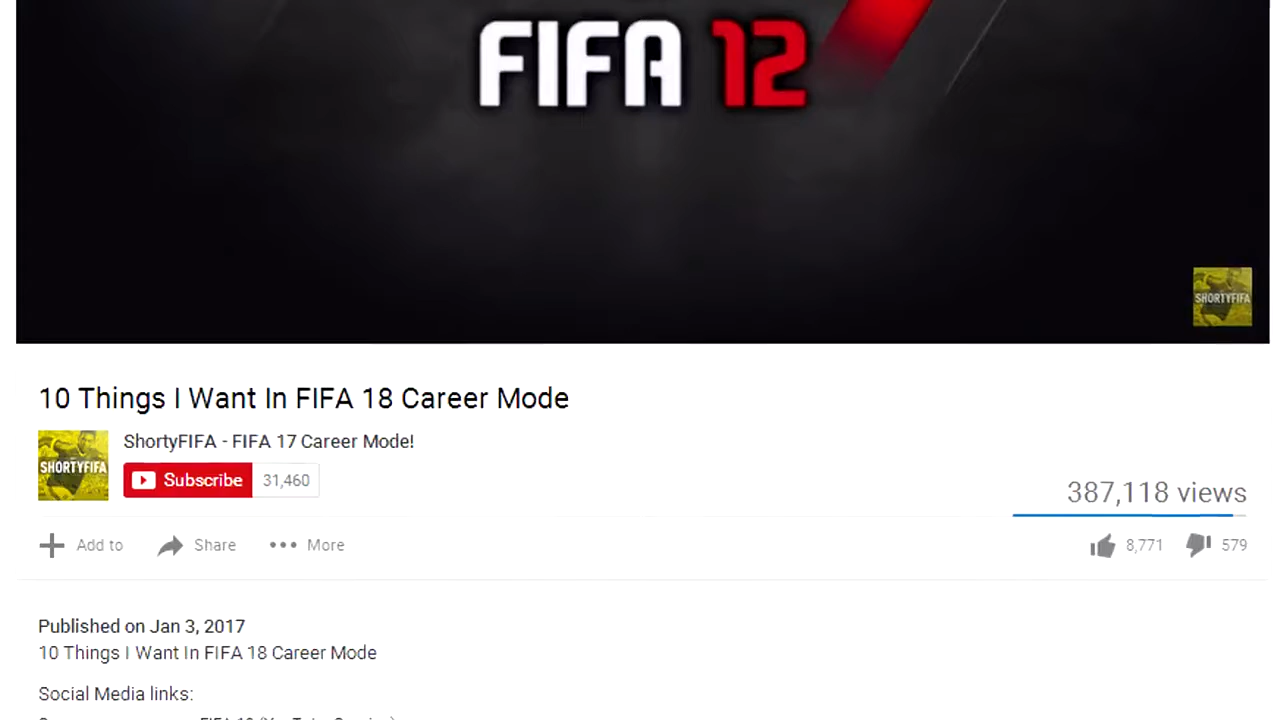 FIFA 12
SHORTYFIFA
10 Things I Want In FIFA 18 Career Mode
SHORTYFIFA
ShortyFIFA - FIFA 17 Career Mode!
Subscribe 31,460
387,118 views
Add to Share More
8,771 579
Published on Jan 3, 2017
10 Things I Want In FIFA 18 Career Mode
Social Media links: